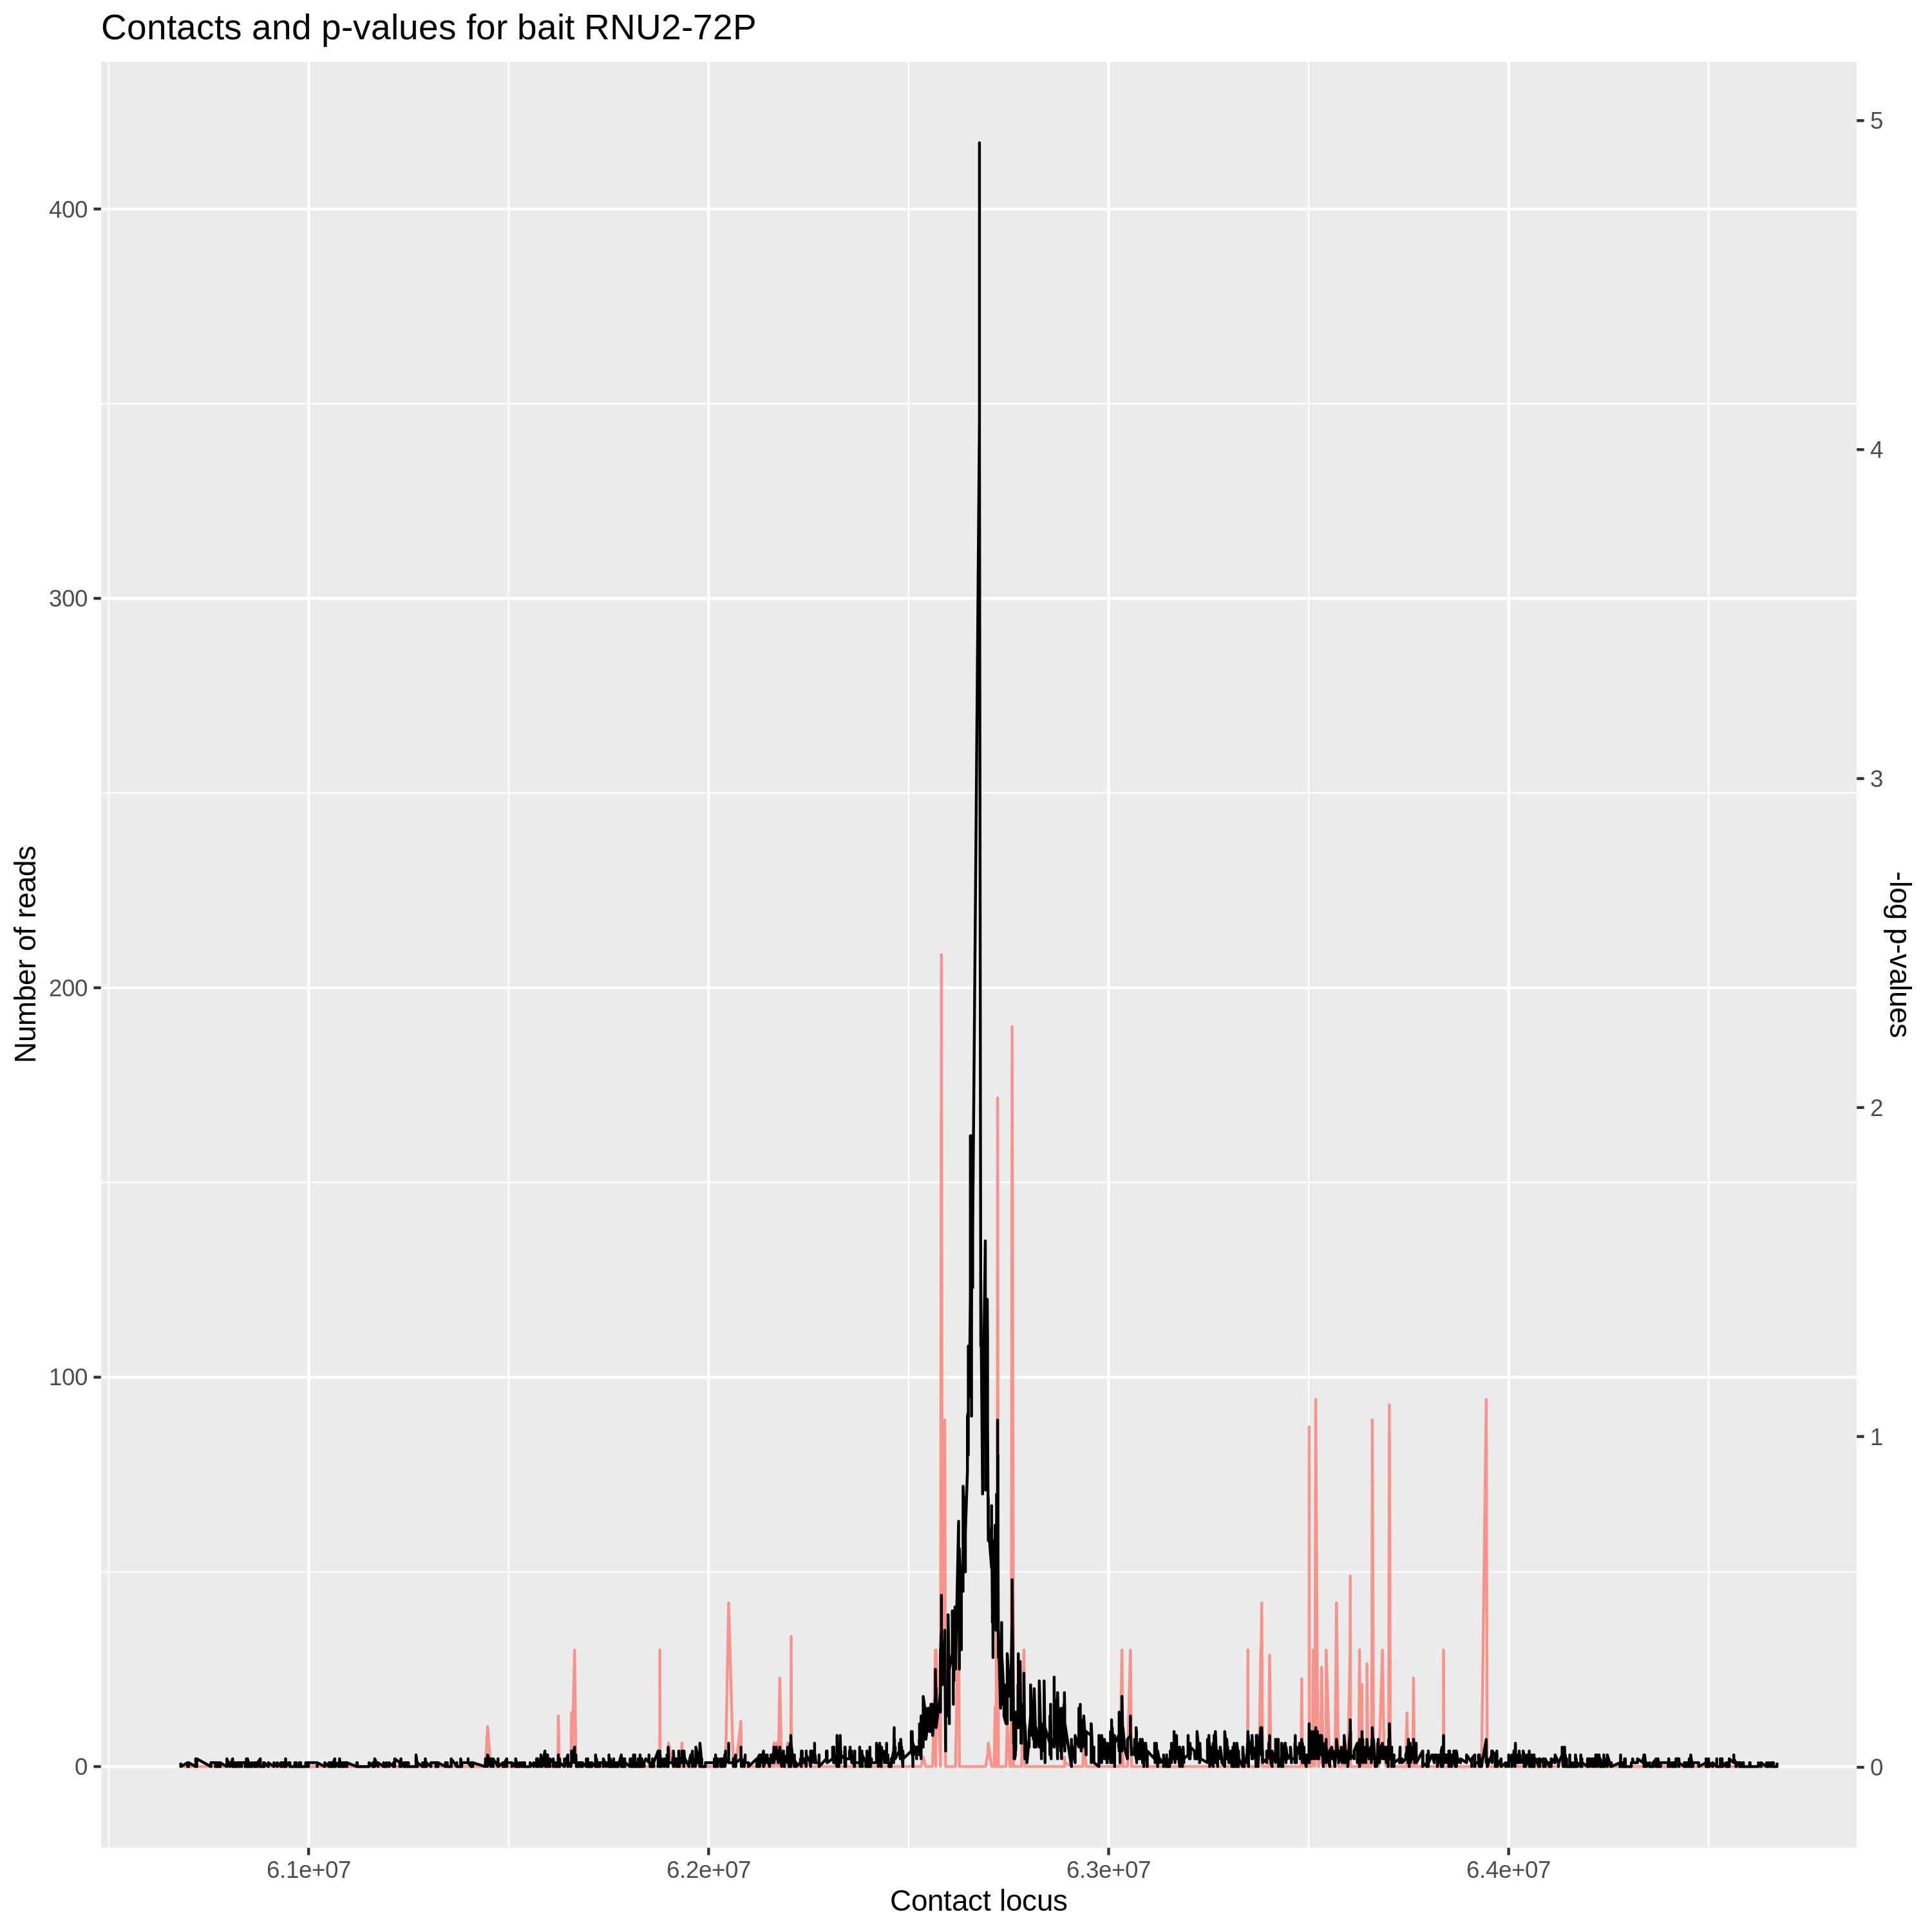 Contacts and p-values for bait RNU2-72P
Number of reads
400
300
200
100
0
5
4
3
2
1
0
-log p-values
6.1e+07
6.2e+07
6.3e+07
6.4e+07
Contact locus